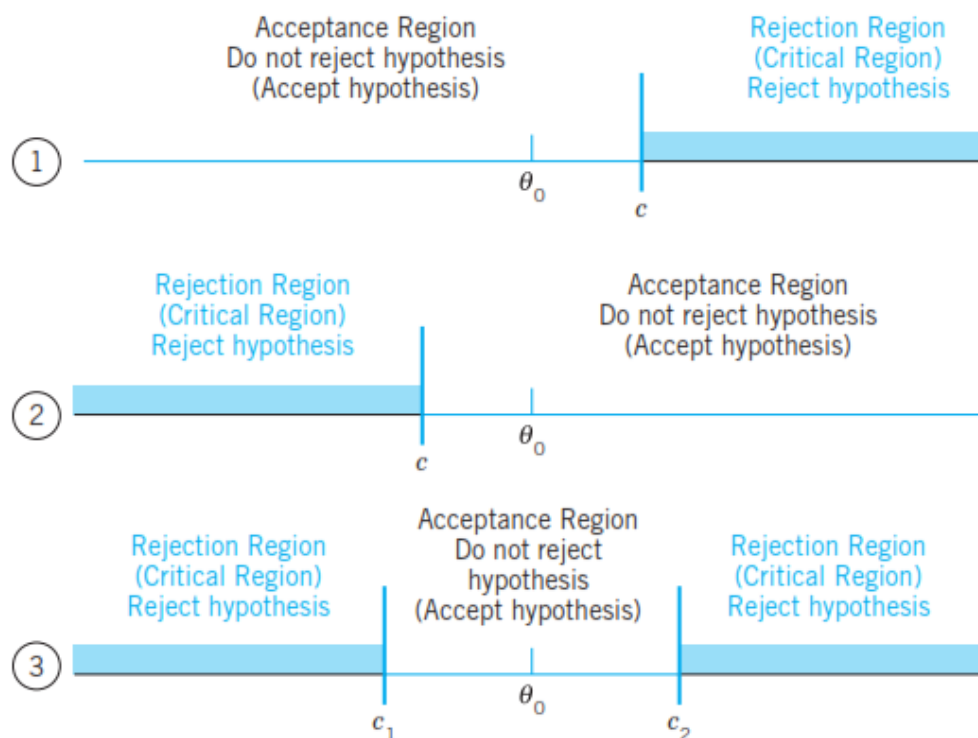 Acceptance Region
Do not reject hypothesis
(Accept hypothesis)
Rejection Region
(Critical Region)
Reject hypothesis
1
θ₀
c
Rejection Region
(Critical Region)
Reject hypothesis
Acceptance Region
Do not reject hypothesis
(Accept hypothesis)
2
c
θ₀
Rejection Region
(Critical Region)
Reject hypothesis
Acceptance Region
Do not reject
hypothesis
(Accept hypothesis)
Rejection Region
(Critical Region)
Reject hypothesis
3
c₁
θ₀
c₂